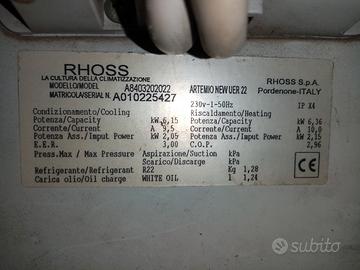 RHOSS
LA CULTURA DELLA CLIMATIZZAZIONE
RHOSS S.p.A.
Pordenone-ITALY
MODELLO/MODEL A8403202022 ARTEMIO NEW UER 22
MATRICOLA/SERIAL N. A010225427 230v-1-50Hz IP X4
Condizionamento/Cooling Riscaldamento/Heating
Potenza/Capacity kW 6,15 Potenza/Capacity kW 6,36
Corrente/Current A 9,5 Corrente/Current A 10,0
Potenza Ass./Imput Power kW 2,05 Potenza Ass./Imput Power kW 2,15
E.E.R. 3,00 C.O.P. 2,96
Press.Max / Max Pressure Aspirazione/Suction kPa
Scarico/Discharge kPa
Refrigerante/Refrigerant R22 Kg 1,28
Carica olio/Oil charge WHITE OIL l 1,24
subito